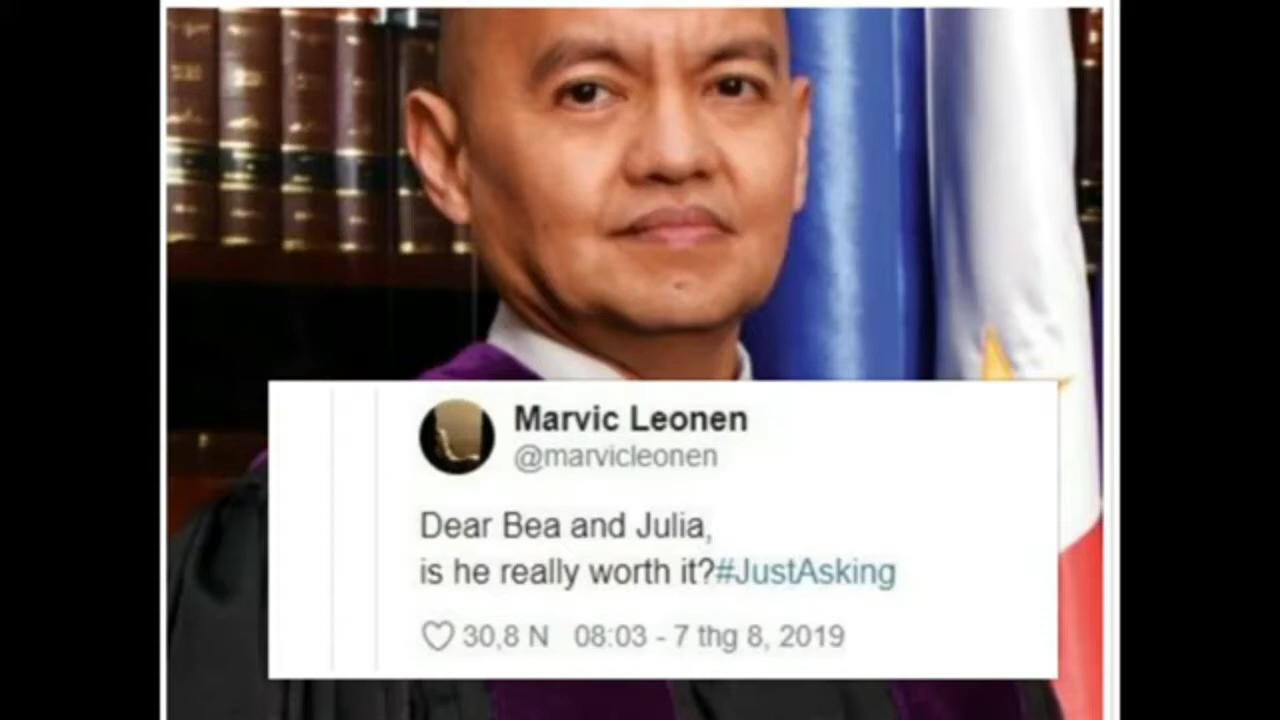 Marvic Leonen
@marvicleonen
Dear Bea and Julia,
is he really worth it?#JustAsking
30,8 N 08:03 - 7 thg 8, 2019